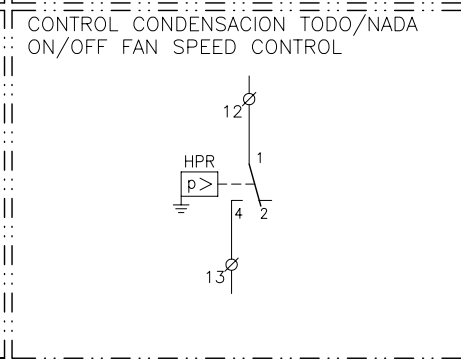 CONTROL CONDENSACION TODO/NADA
ON/OFF FAN SPEED CONTROL
12
1
HPR
p>
4 2
13